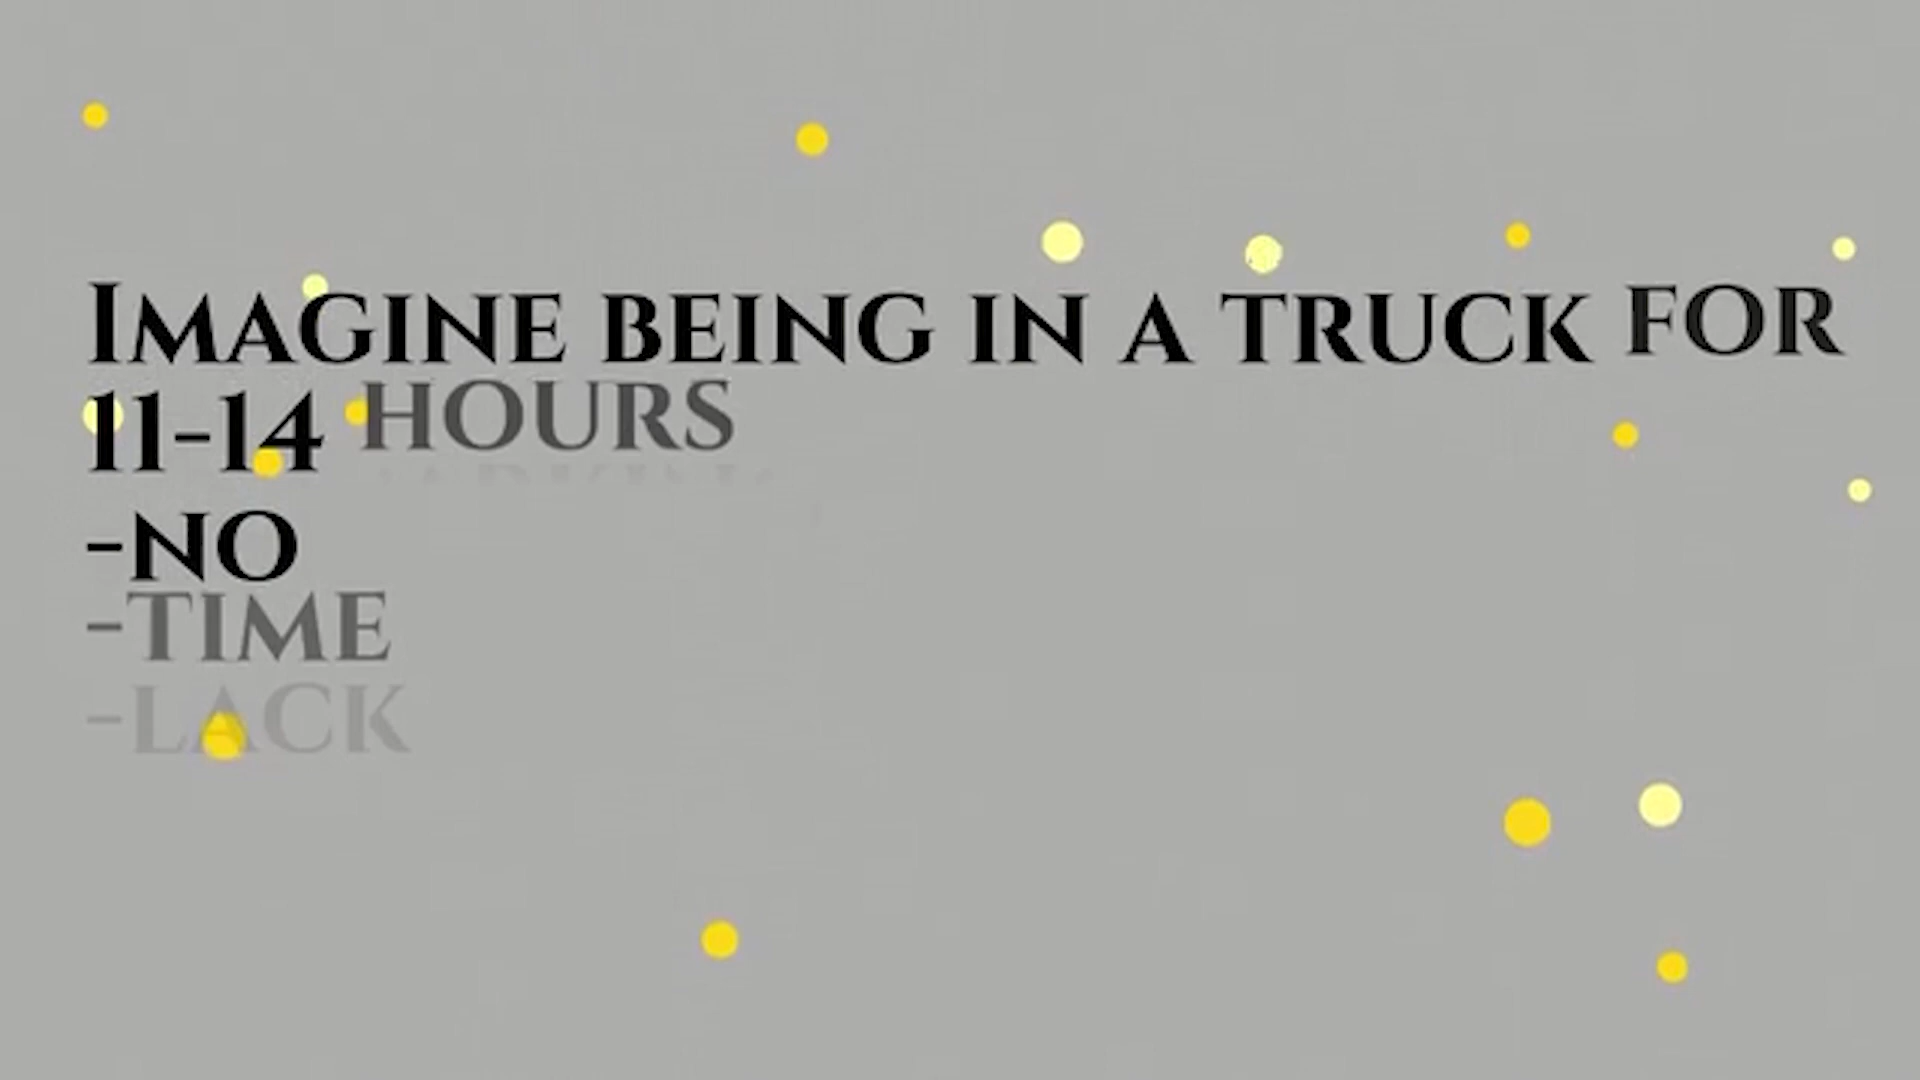 Imagine being in a truck for
11-14 hours
-no
-time
-lack